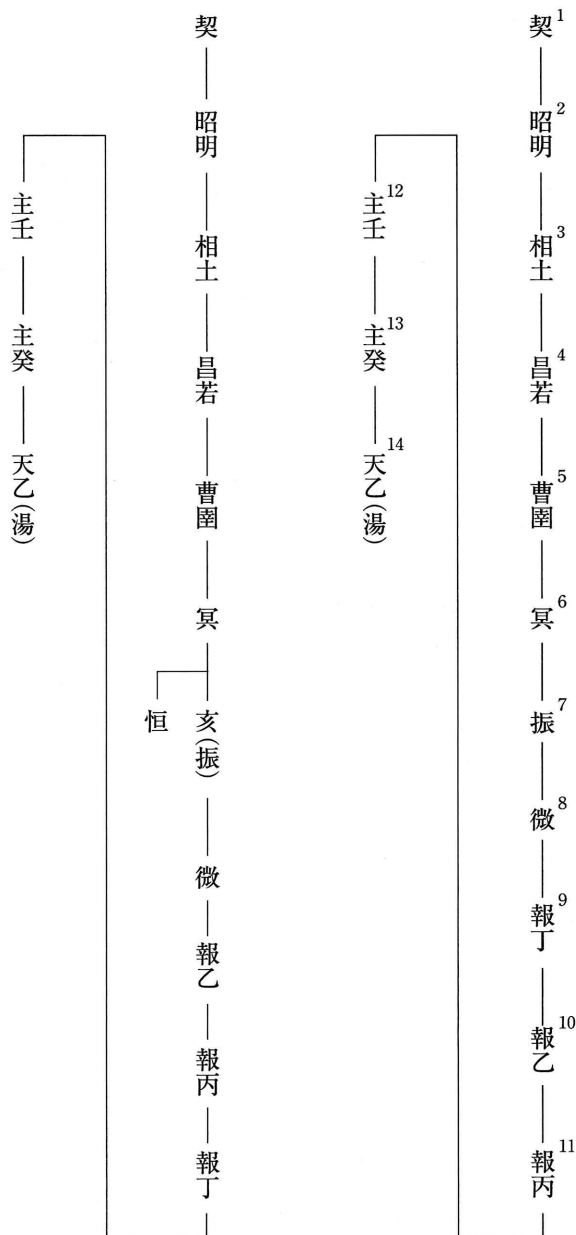 契1
昭明2
相土3
昌若4
曹圉5
冥6
振7
微8
報丁9
報乙10
報丙11
主壬12
主癸13
天乙(湯)14
契
昭明
相土
昌若
曹圉
冥
亥(振)
恒
微
報乙
報丙
報丁
主壬
主癸
天乙(湯)